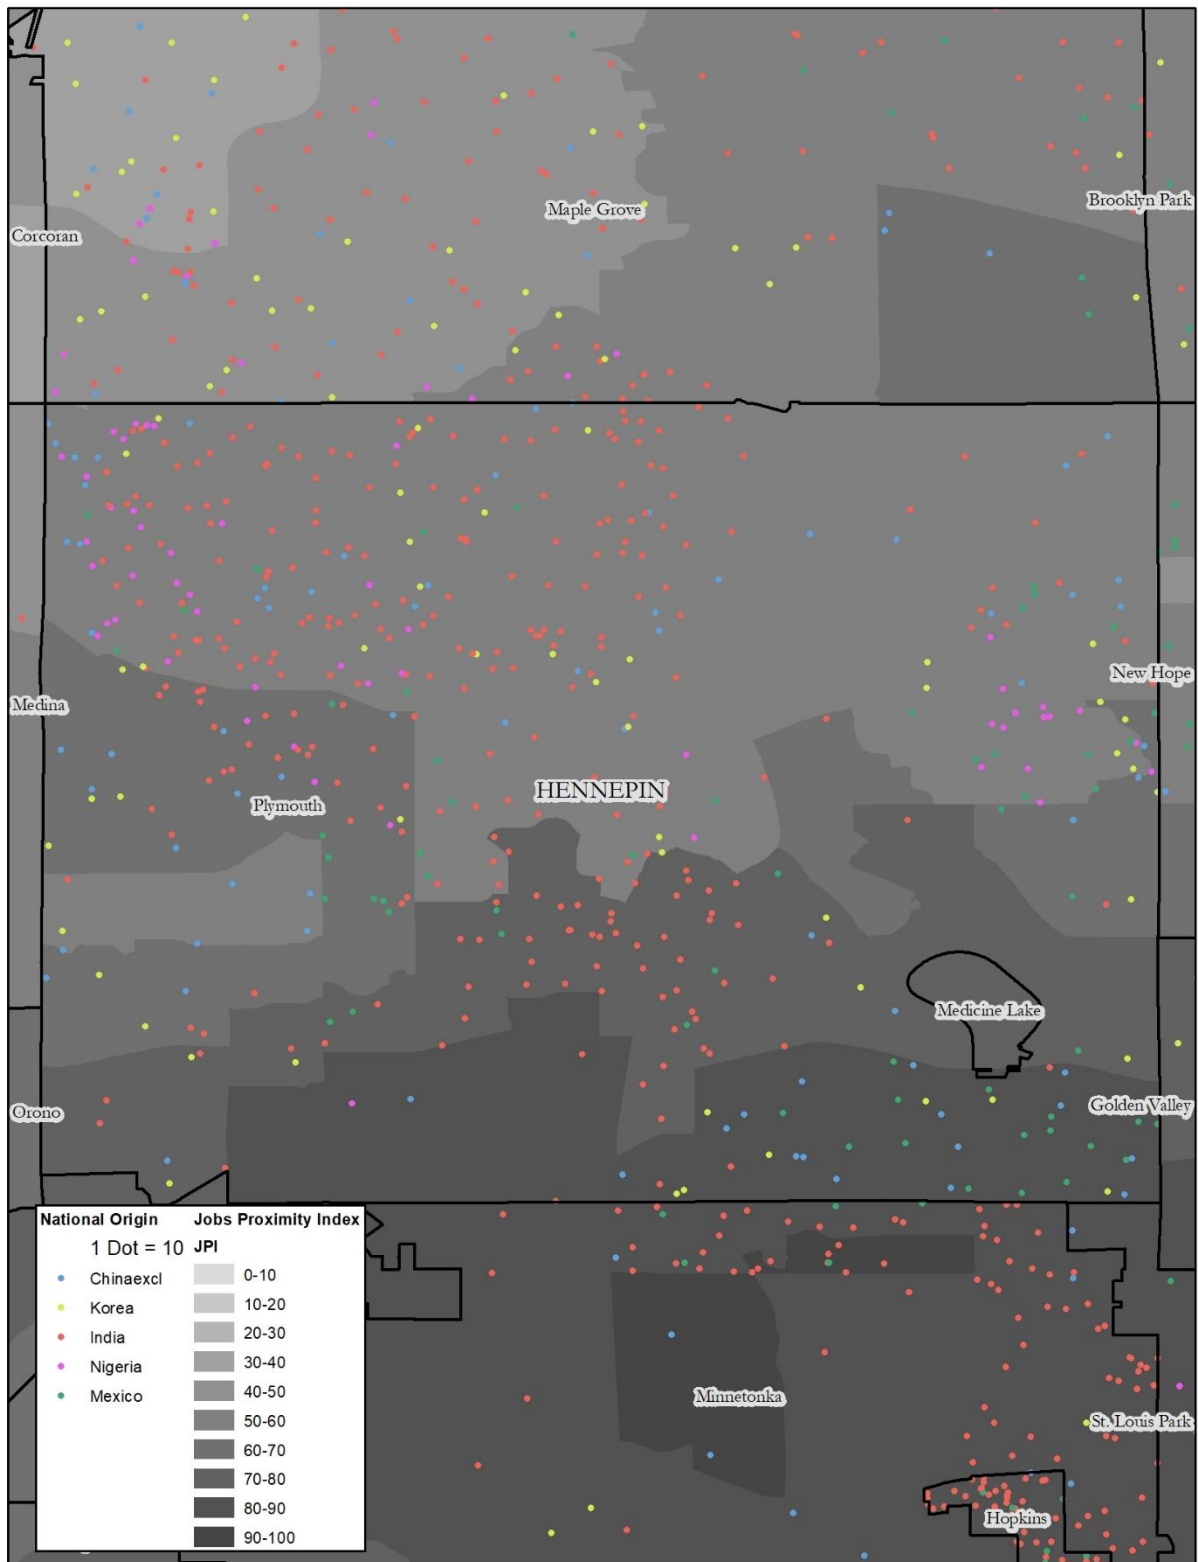 Maple Grove
Brooklyn Park
Corcoran
New Hope
Medina
HENNEPIN
Plymouth
Medicine Lake
Orono
Golden Valley
National Origin
1 Dot = 10
Chinaexcl
Korea
India
Nigeria
Mexico
Jobs Proximity Index
JPI
0-10
10-20
20-30
30-40
40-50
50-60
60-70
70-80
80-90
90-100
Minnetonka
St. Louis Park
Hopkins